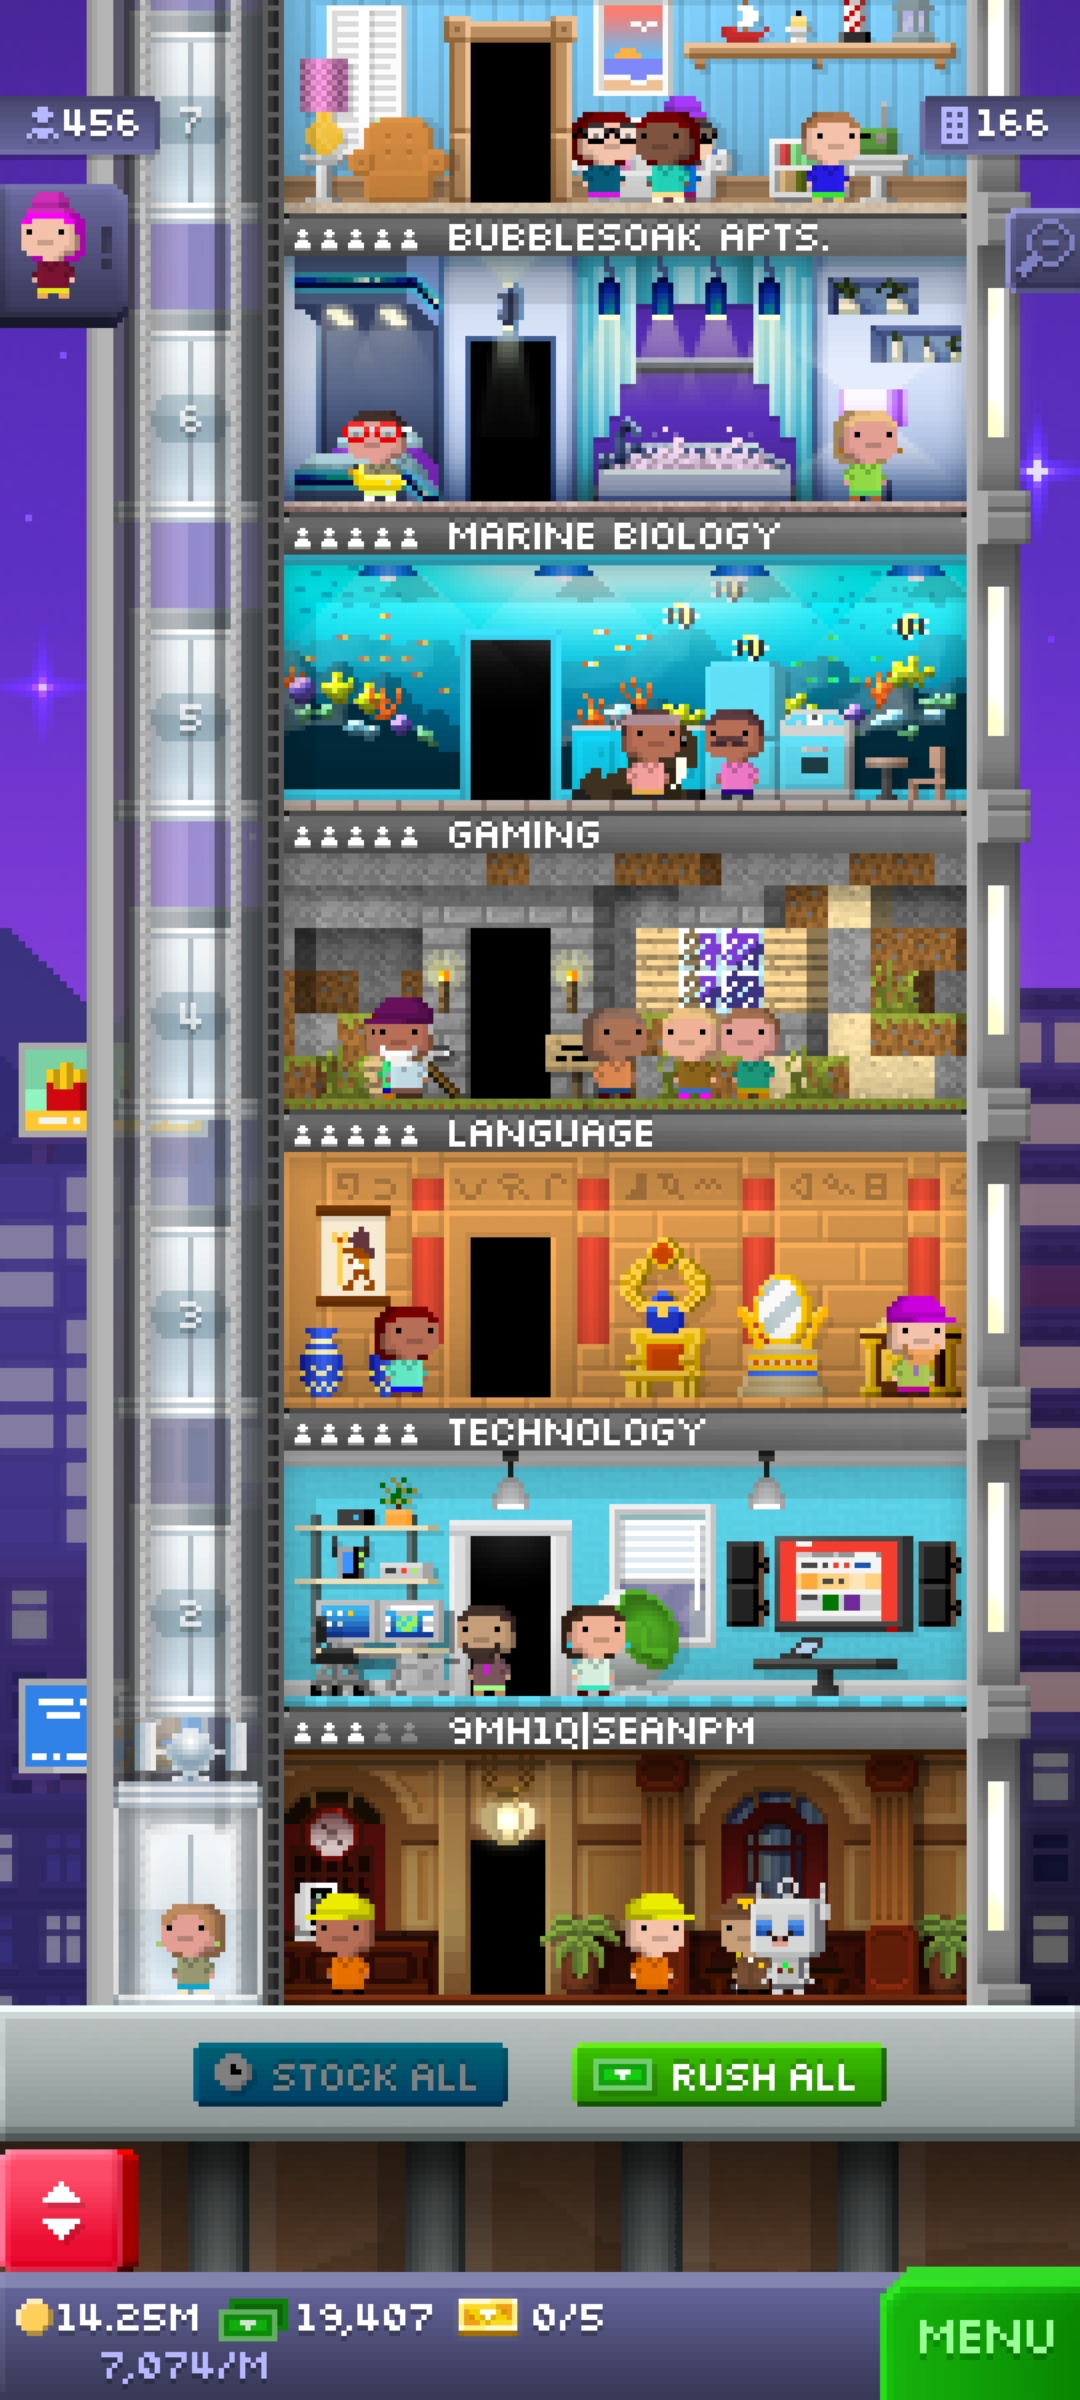 7
456
166
!
BUBBLESOAK APTS.
6
MARINE BIOLOGY
5
GAMING
4
LANGUAGE
3
TECHNOLOGY
2
9MH1Q|SEANPM
STOCK ALL
RUSH ALL
14.25M
19,407
0/5
7,074/M
MENU